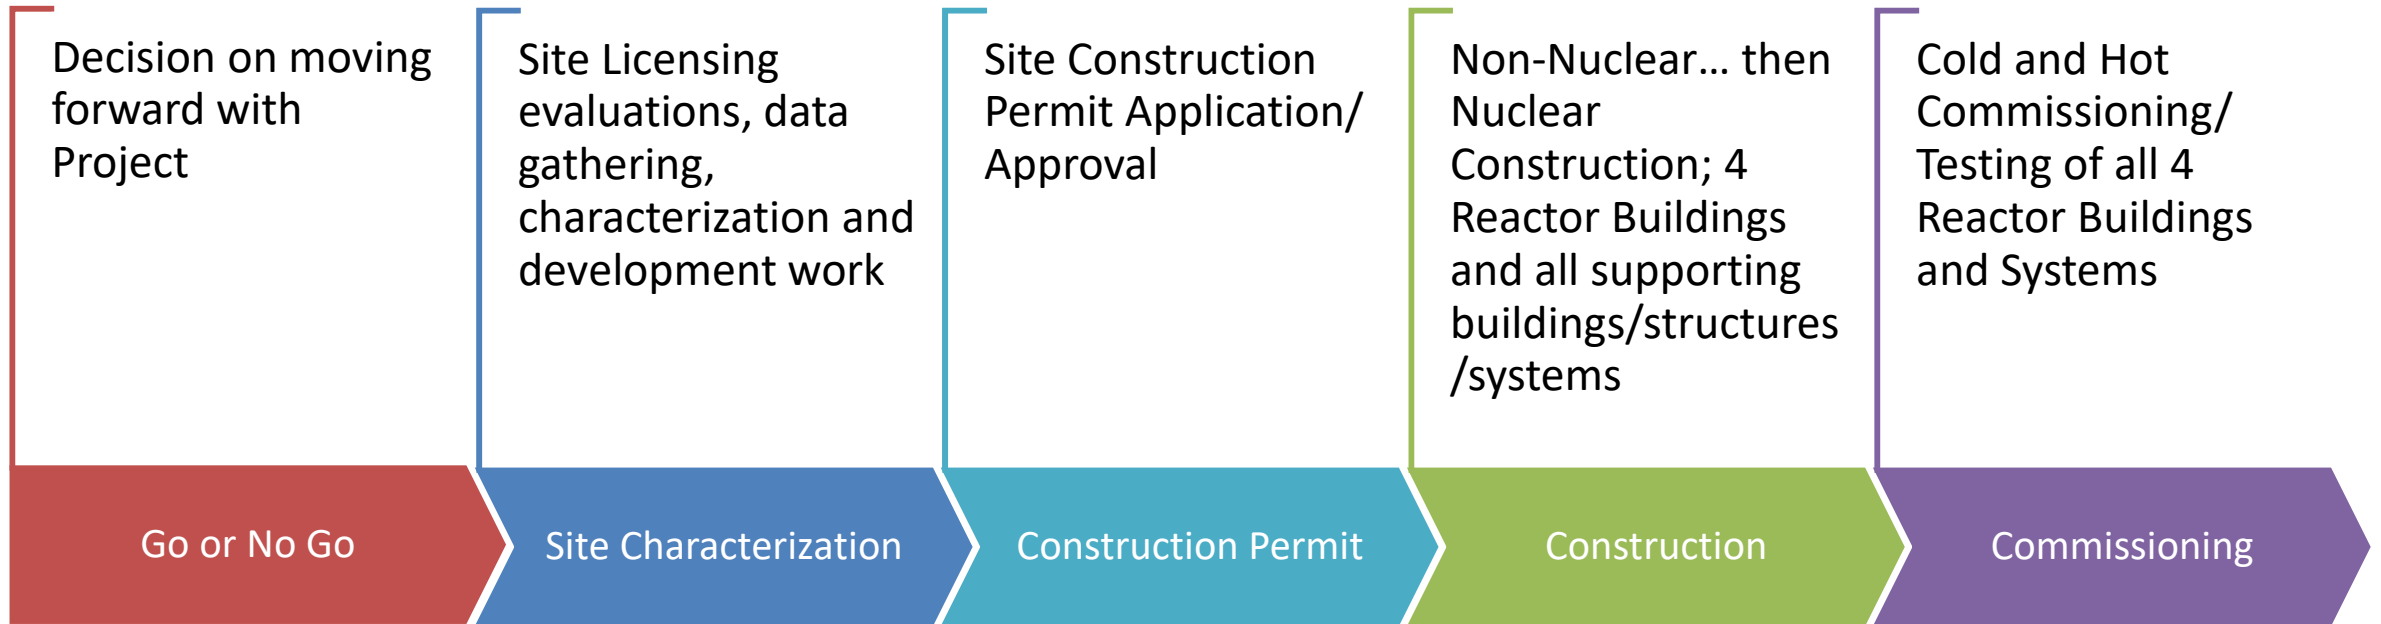 Decision on moving
forward with
Project
Site Licensing
evaluations, data
gathering,
characterization and
development work
Site Construction
Permit Application/
Approval
Non-Nuclear... then
Nuclear
Construction; 4
Reactor Buildings
and all supporting
buildings/structures
/systems
Cold and Hot
Commissioning/
Testing of all 4
Reactor Buildings
and Systems
Go or No Go
Site Characterization
Construction Permit
Construction
Commissioning